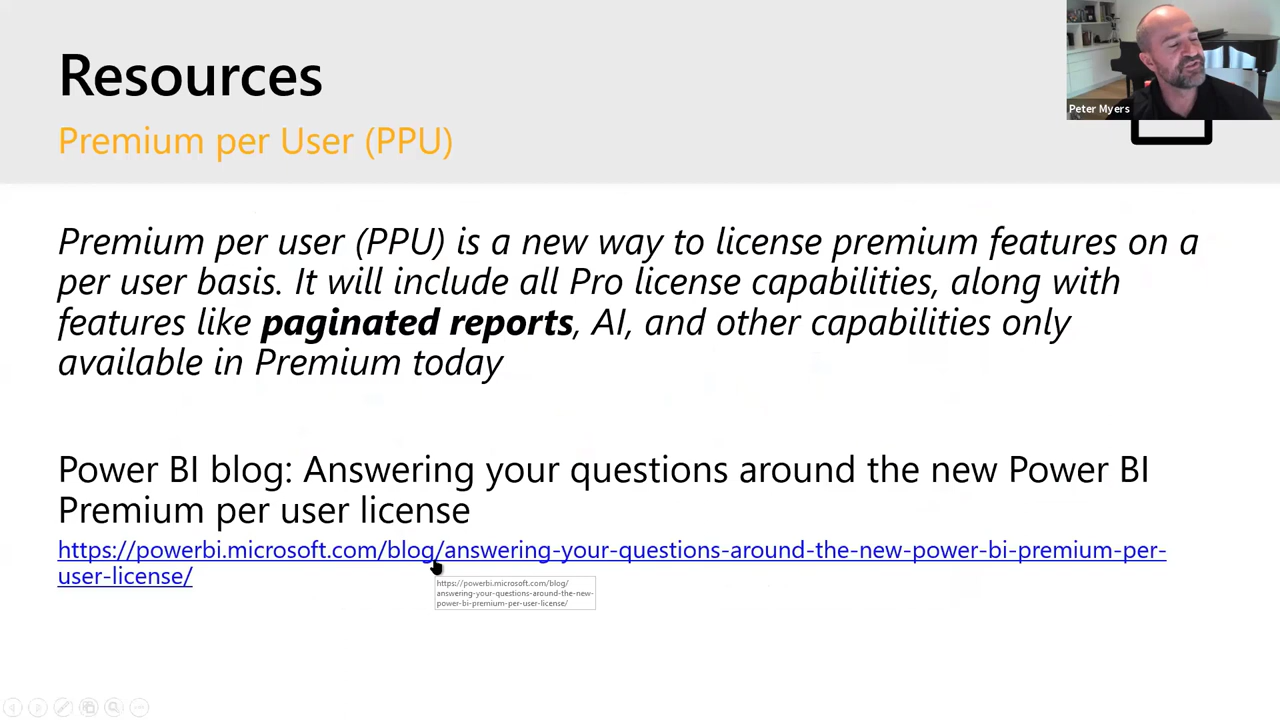 Resources
Premium per User (PPU)
Peter Myers
Premium per user (PPU) is a new way to license premium features on a
per user basis. It will include all Pro license capabilities, along with
features like paginated reports, AI, and other capabilities only
available in Premium today
Power BI blog: Answering your questions around the new Power BI
Premium per user license
https://powerbi.microsoft.com/blog/answering-your-questions-around-the-new-power-bi-premium-per-
user-license/
https://powerbi.microsoft.com/blog/
answering-your-questions-around-the-new-
power-bi-premium-per-user-license/